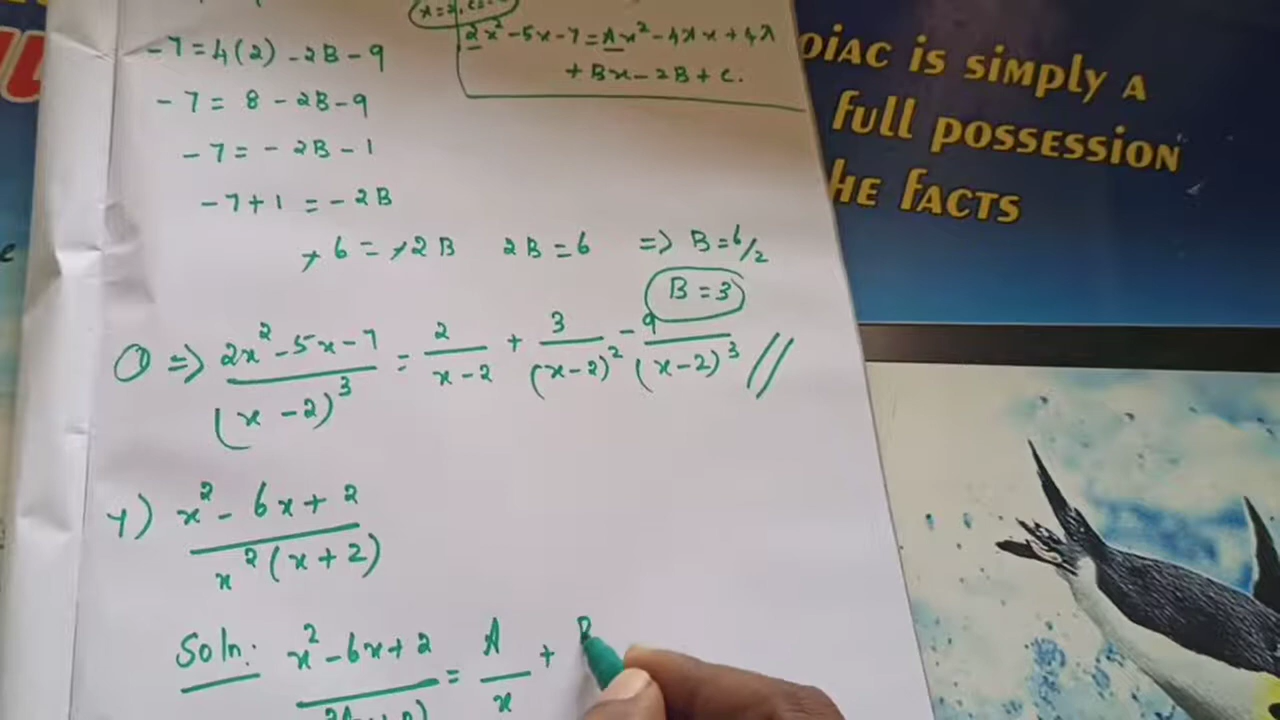 (A=2, C=
2x² - 5x - 7 = Ax² - 4Ax + 4A
+ Bx - 2B + C.
-7 = 4(2) - 2B - 9
-7 = 8 - 2B - 9
-7 = - 2B - 1
-7+1 = - 2B
-6 = -2B 2B = 6 => B = 6/2
B = 3
① => 2x² - 5x - 7 / (x - 2)³ = 2 / x - 2 + 3 / (x - 2)² - 9 / (x - 2)³ //
4) x² - 6x + 2 / x² (x + 2)
Soln: x² - 6x + 2 / = A / x +
OIAC is simply A
full possession
HE FACTS